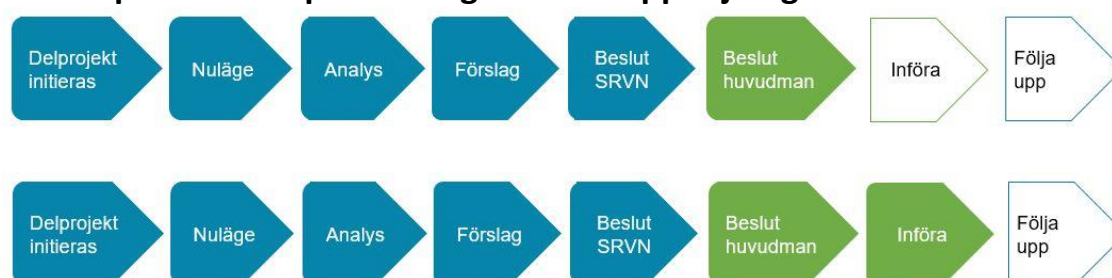 Delprojekt
initieras
Nuläge
Analys
Förslag
Beslut
SRVN
Beslut
huvudman
Införa
Följa
upp
Delprojekt
initieras
Nuläge
Analys
Förslag
Beslut
SRVN
Beslut
huvudman
Införa
Följa
upp